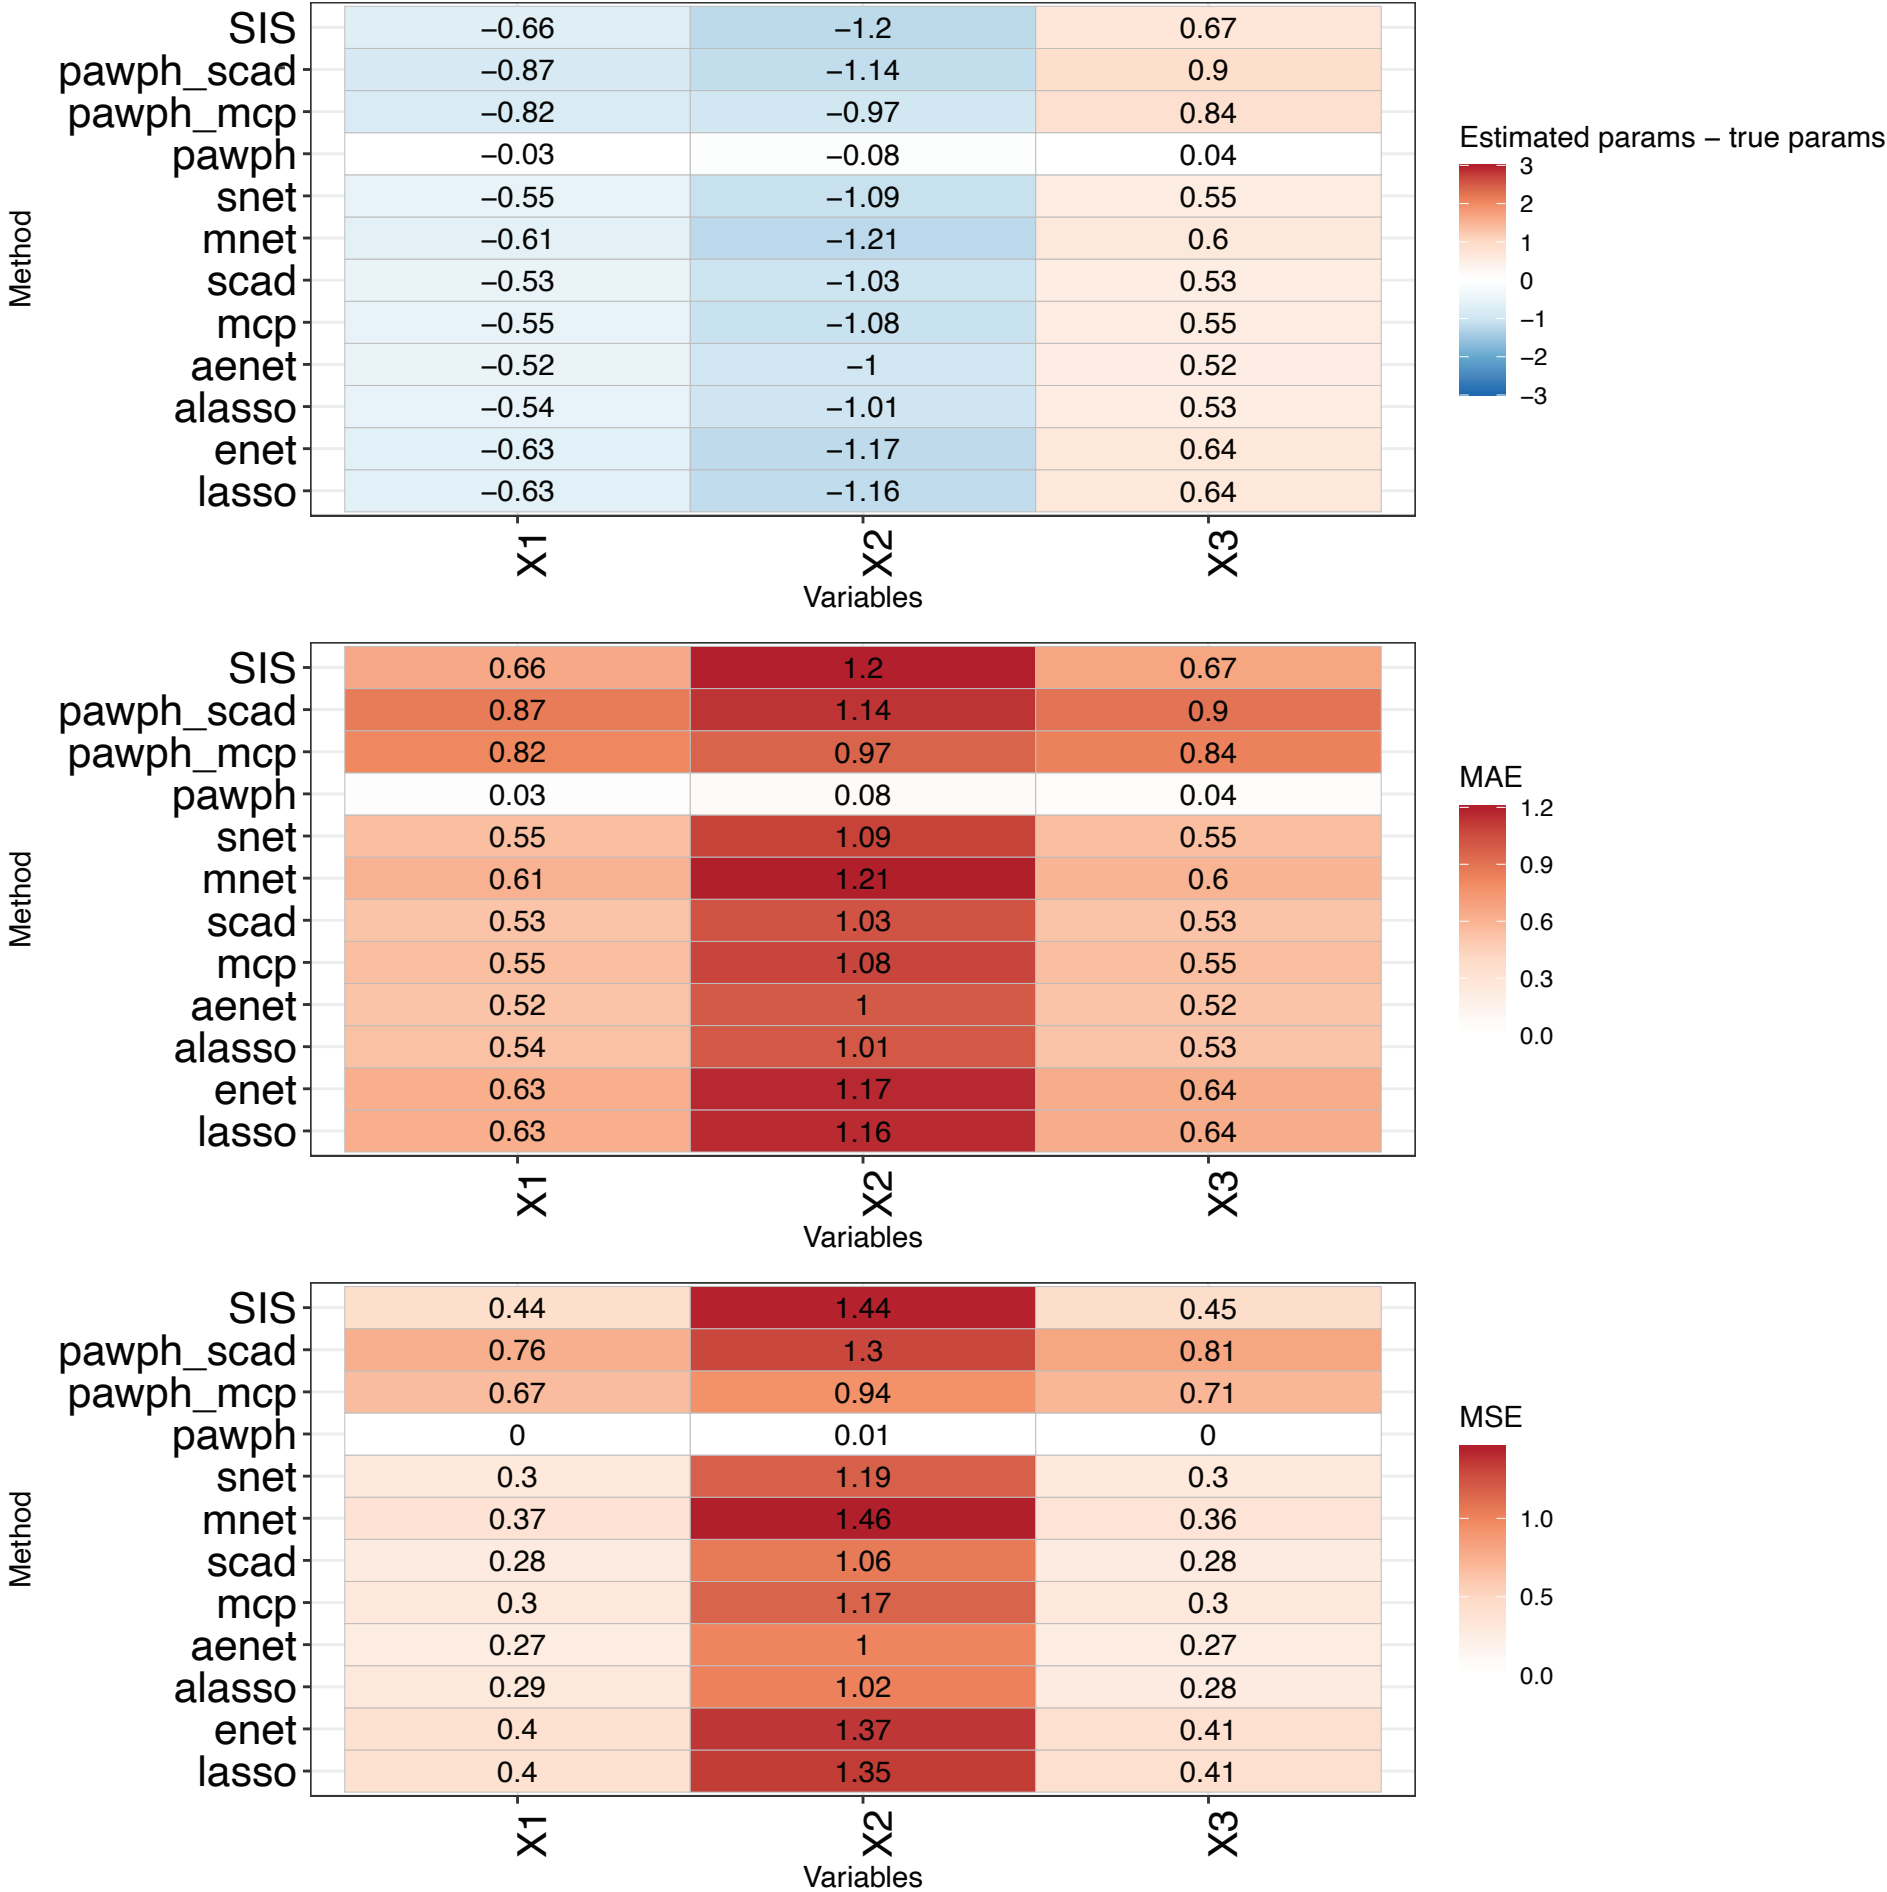 SIS −0.66 −1.2 0.67
pawph_scad −0.87 −1.14 0.9
pawph_mcp −0.82 −0.97 0.84
pawph −0.03 −0.08 0.04
snet −0.55 −1.09 0.55
mnet −0.61 −1.21 0.6
scad −0.53 −1.03 0.53
mcp −0.55 −1.08 0.55
aenet −0.52 −1 0.52
alasso −0.54 −1.01 0.53
enet −0.63 −1.17 0.64
lasso −0.63 −1.16 0.64
Method
X1 X2 X3
Variables
Estimated params − true params
3
2
1
0
−1
−2
−3
SIS 0.66 1.2 0.67
pawph_scad 0.87 1.14 0.9
pawph_mcp 0.82 0.97 0.84
pawph 0.03 0.08 0.04
snet 0.55 1.09 0.55
mnet 0.61 1.21 0.6
scad 0.53 1.03 0.53
mcp 0.55 1.08 0.55
aenet 0.52 1 0.52
alasso 0.54 1.01 0.53
enet 0.63 1.17 0.64
lasso 0.63 1.16 0.64
Method
X1 X2 X3
Variables
MAE
1.2
0.9
0.6
0.3
0.0
SIS 0.44 1.44 0.45
pawph_scad 0.76 1.3 0.81
pawph_mcp 0.67 0.94 0.71
pawph 0 0.01 0
snet 0.3 1.19 0.3
mnet 0.37 1.46 0.36
scad 0.28 1.06 0.28
mcp 0.3 1.17 0.3
aenet 0.27 1 0.27
alasso 0.29 1.02 0.28
enet 0.4 1.37 0.41
lasso 0.4 1.35 0.41
Method
X1 X2 X3
Variables
MSE
1.0
0.5
0.0